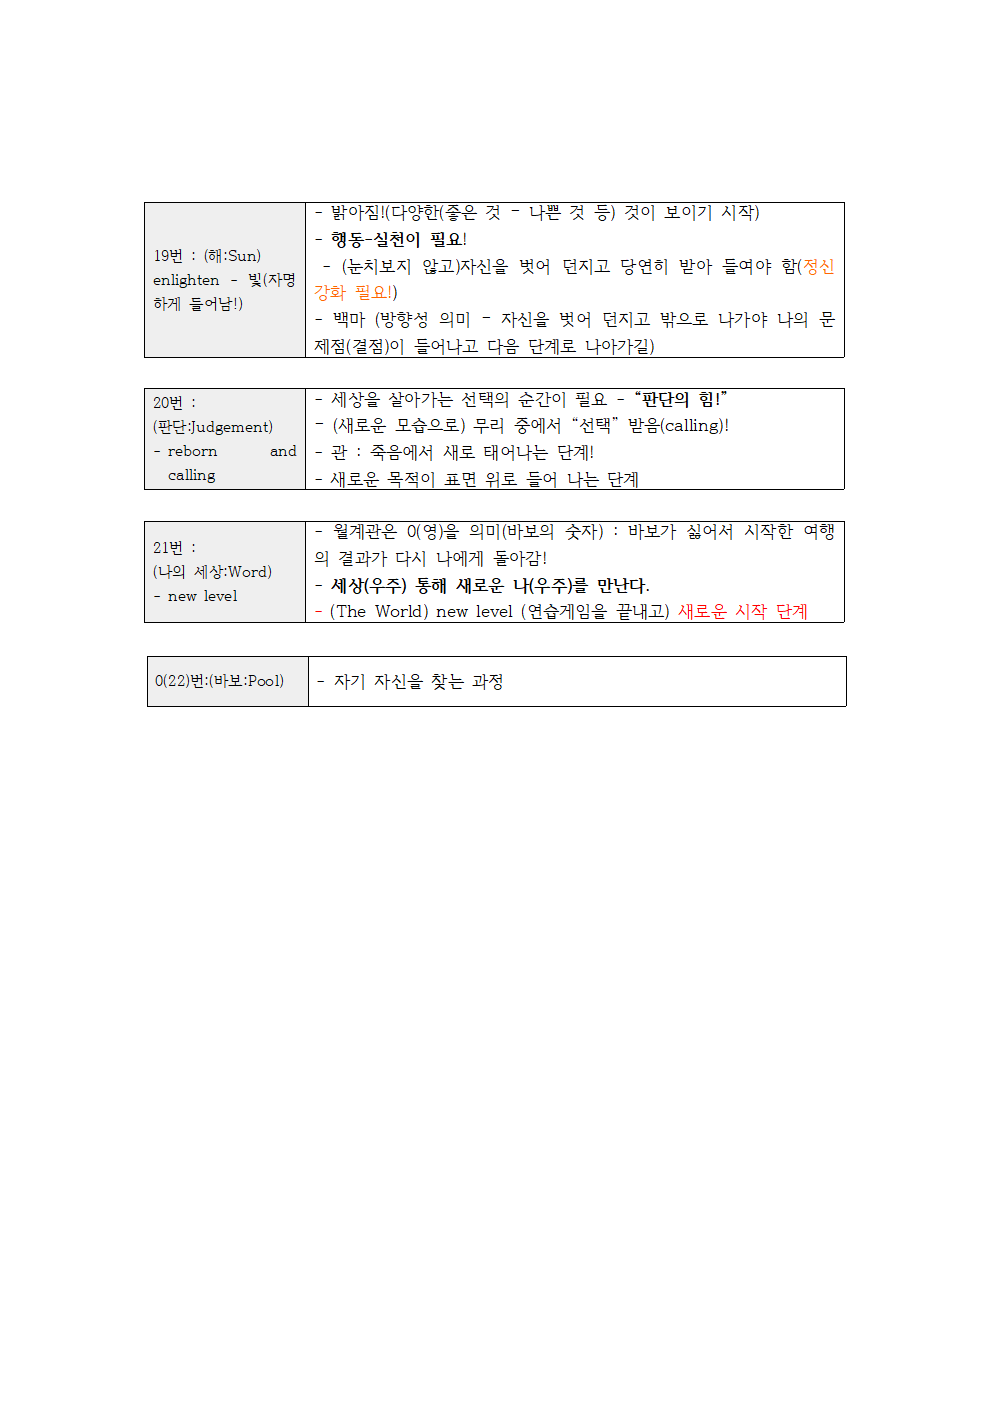 19번 : (해:Sun)
enlighten - 빛(자명
하게 들어남!)
- 밝아짐!(다양한(좋은 것 - 나쁜 것 등) 것이 보이기 시작)
- 행동-실천이 필요!
- (눈치보지 않고)자신을 벗어 던지고 당연히 받아 들여야 함(정신
강화 필요!)
- 백마 (방향성 의미 - 자신을 벗어 던지고 밖으로 나가야 나의 문
제점(결점)이 들어나고 다음 단계로 나아가길)
20번 :
(판단:Judgement)
- reborn and
calling
- 세상을 살아가는 선택의 순간이 필요 - “판단의 힘!”
- (새로운 모습으로) 무리 중에서 “선택” 받음(calling)!
- 관 : 죽음에서 새로 태어나는 단계!
- 새로운 목적이 표면 위로 들어 나는 단계
21번 :
(나의 세상:Word)
- new level
- 월계관은 0(영)을 의미(바보의 숫자) : 바보가 싫어서 시작한 여행
의 결과가 다시 나에게 돌아감!
- 세상(우주) 통해 새로운 나(우주)를 만난다.
- (The World) new level (연습게임을 끝내고) 새로운 시작 단계
0(22)번:(바보:Pool)
- 자기 자신을 찾는 과정